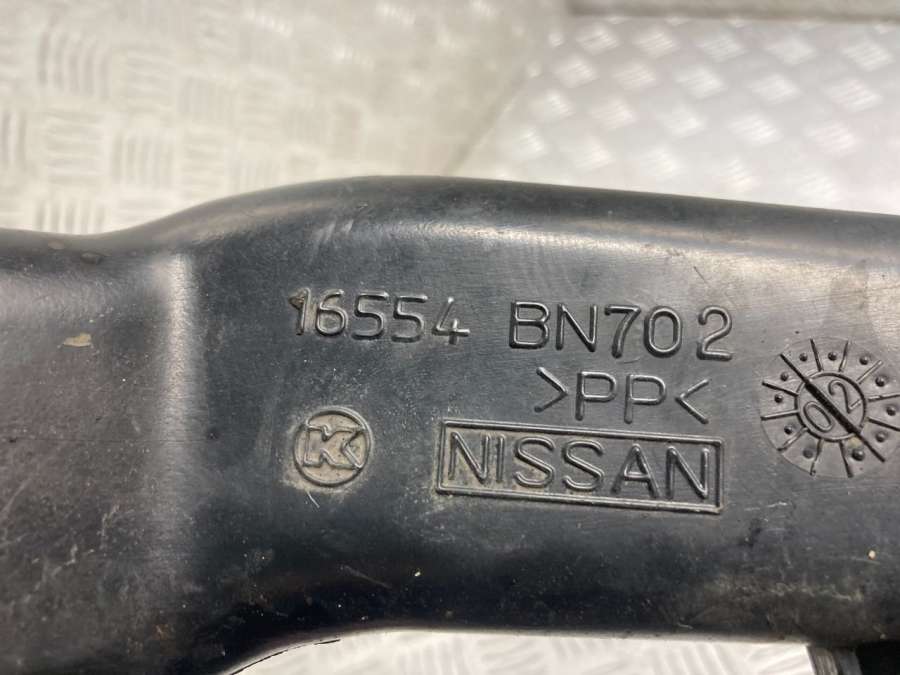 16554 BN702
>PP<
K
NISSAN
02